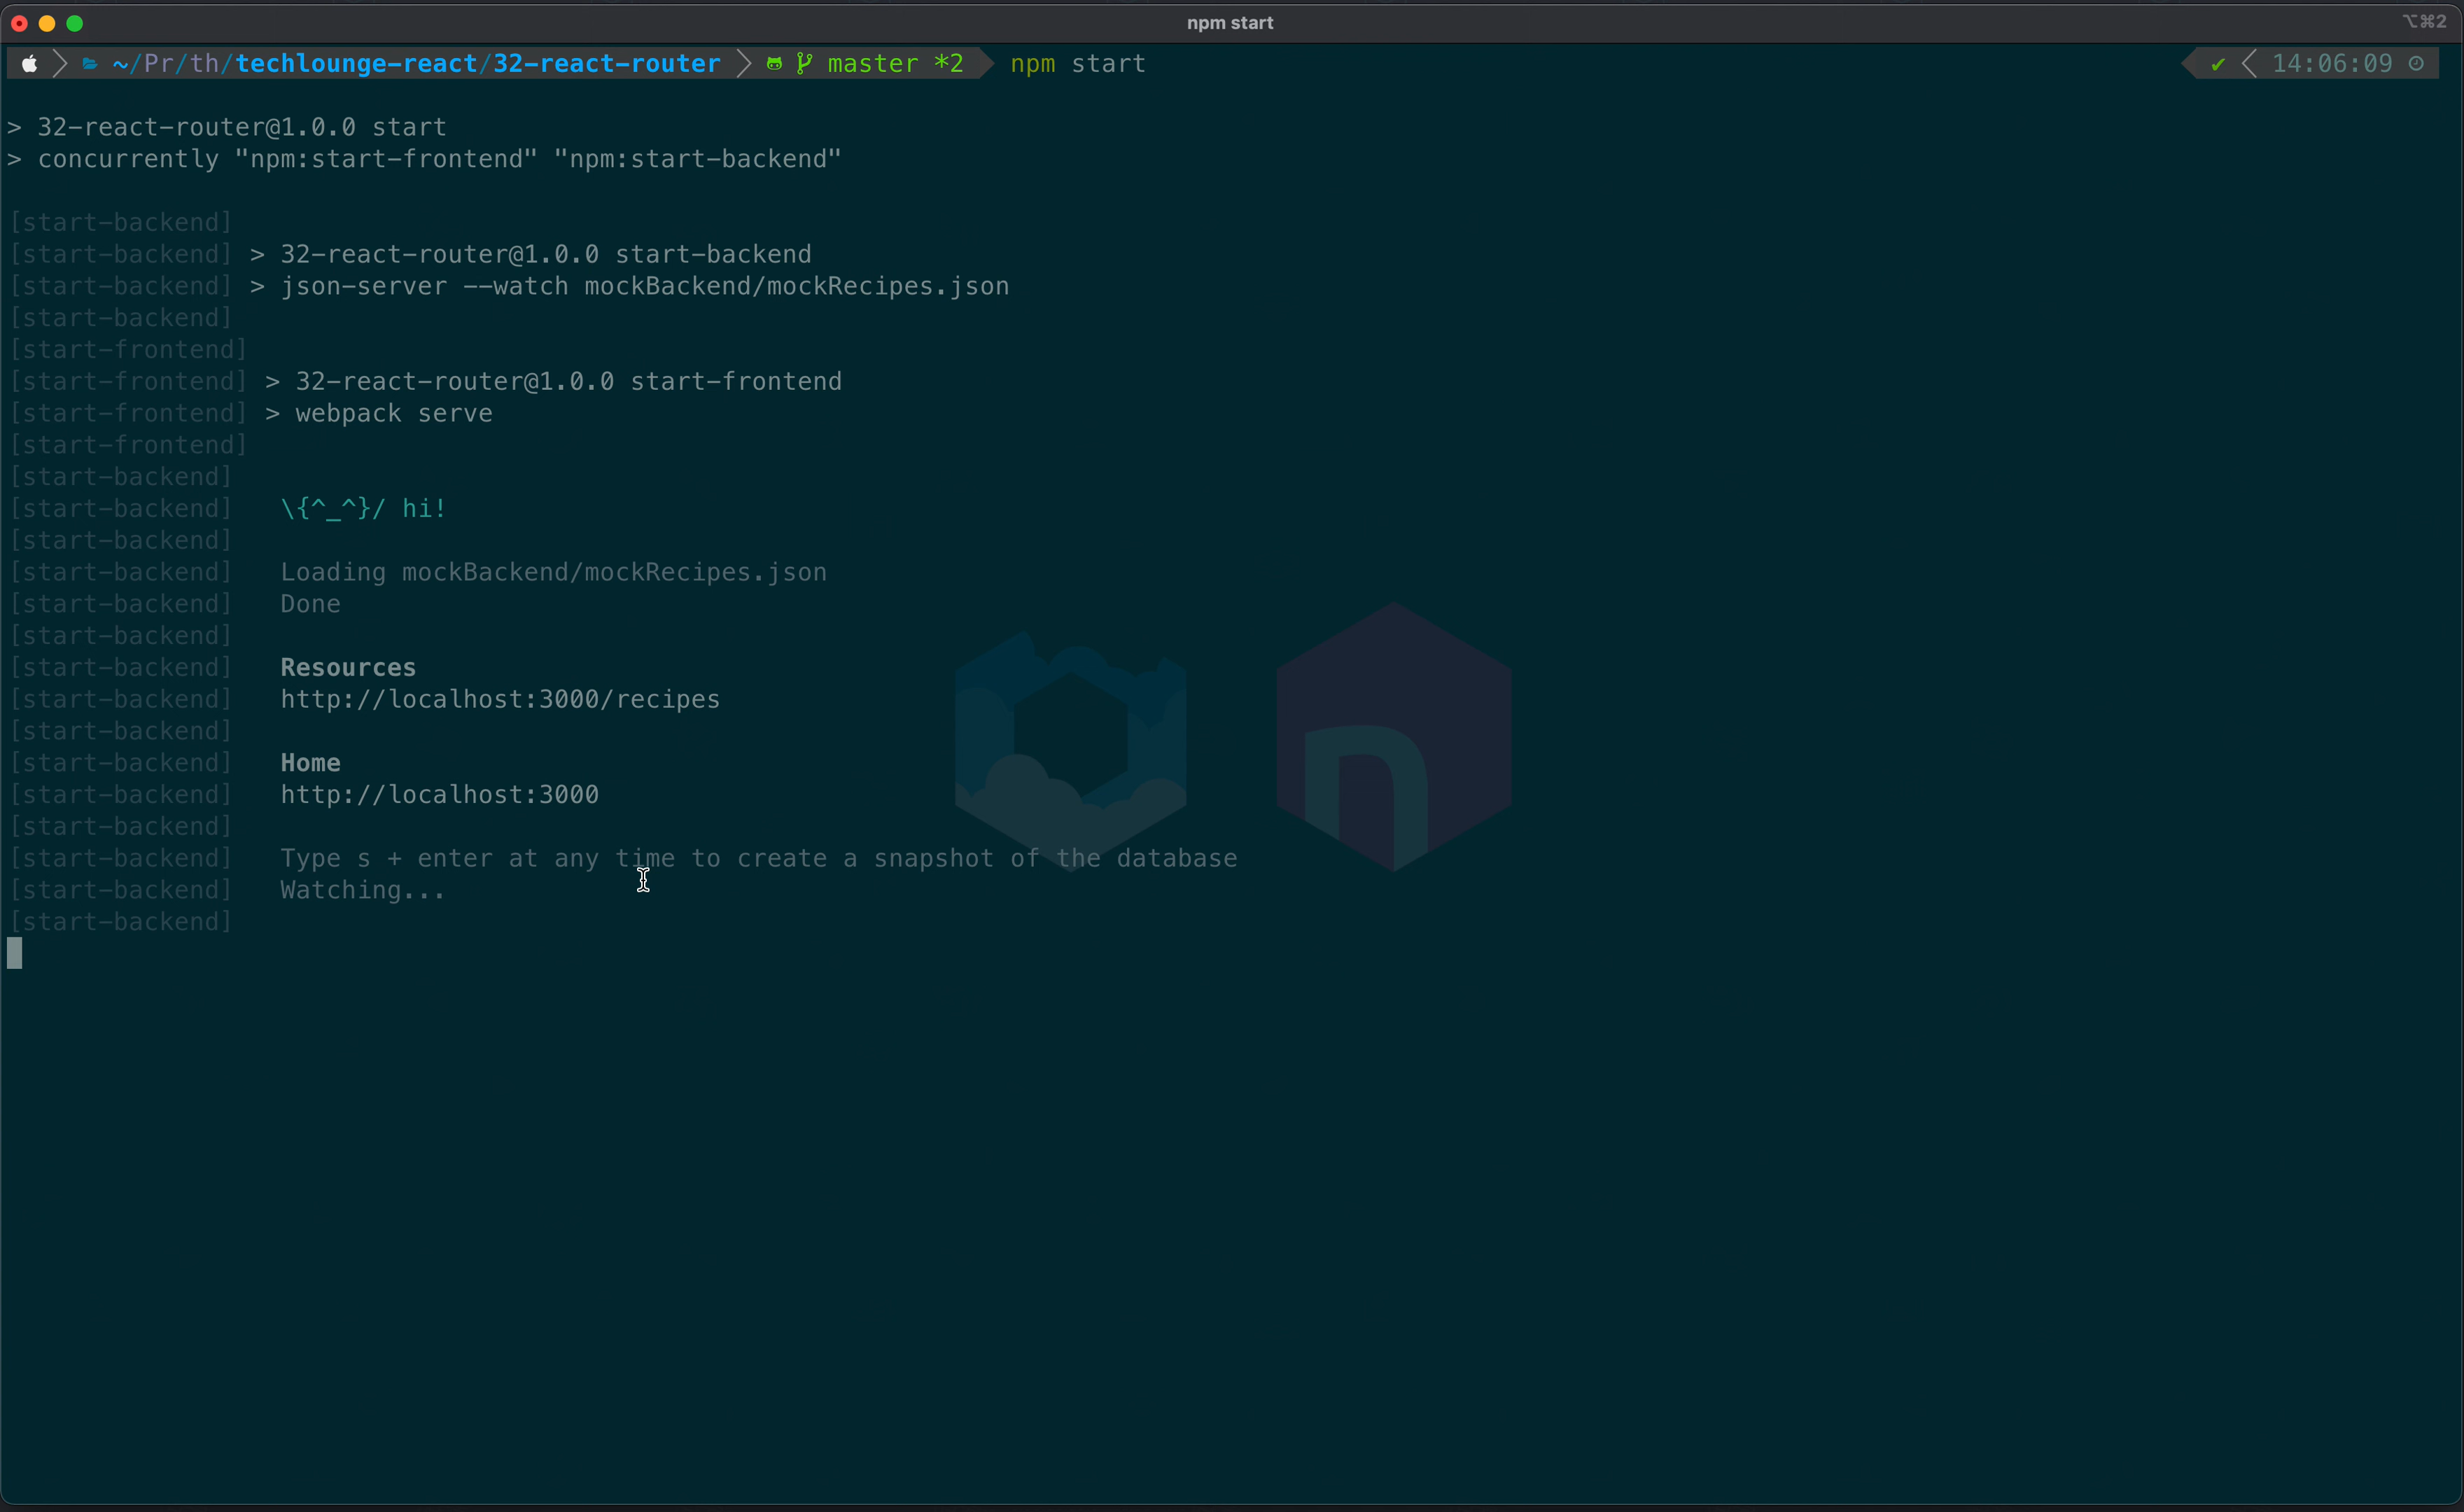 npm start
⌥⌘2
~/Pr/th/techlounge-react/32-react-router master *2 npm start ✔ 14:06:09
> 32-react-router@1.0.0 start
> concurrently "npm:start-frontend" "npm:start-backend"
[start-backend]
[start-backend] > 32-react-router@1.0.0 start-backend
[start-backend] > json-server --watch mockBackend/mockRecipes.json
[start-backend]
[start-frontend]
[start-frontend] > 32-react-router@1.0.0 start-frontend
[start-frontend] > webpack serve
[start-frontend]
[start-backend]
[start-backend] \{^_^}/ hi!
[start-backend]
[start-backend] Loading mockBackend/mockRecipes.json
[start-backend] Done
[start-backend]
[start-backend] Resources
[start-backend] http://localhost:3000/recipes
[start-backend]
[start-backend] Home
[start-backend] http://localhost:3000
[start-backend]
[start-backend] Type s + enter at any time to create a snapshot of the database
[start-backend] Watching...
[start-backend]